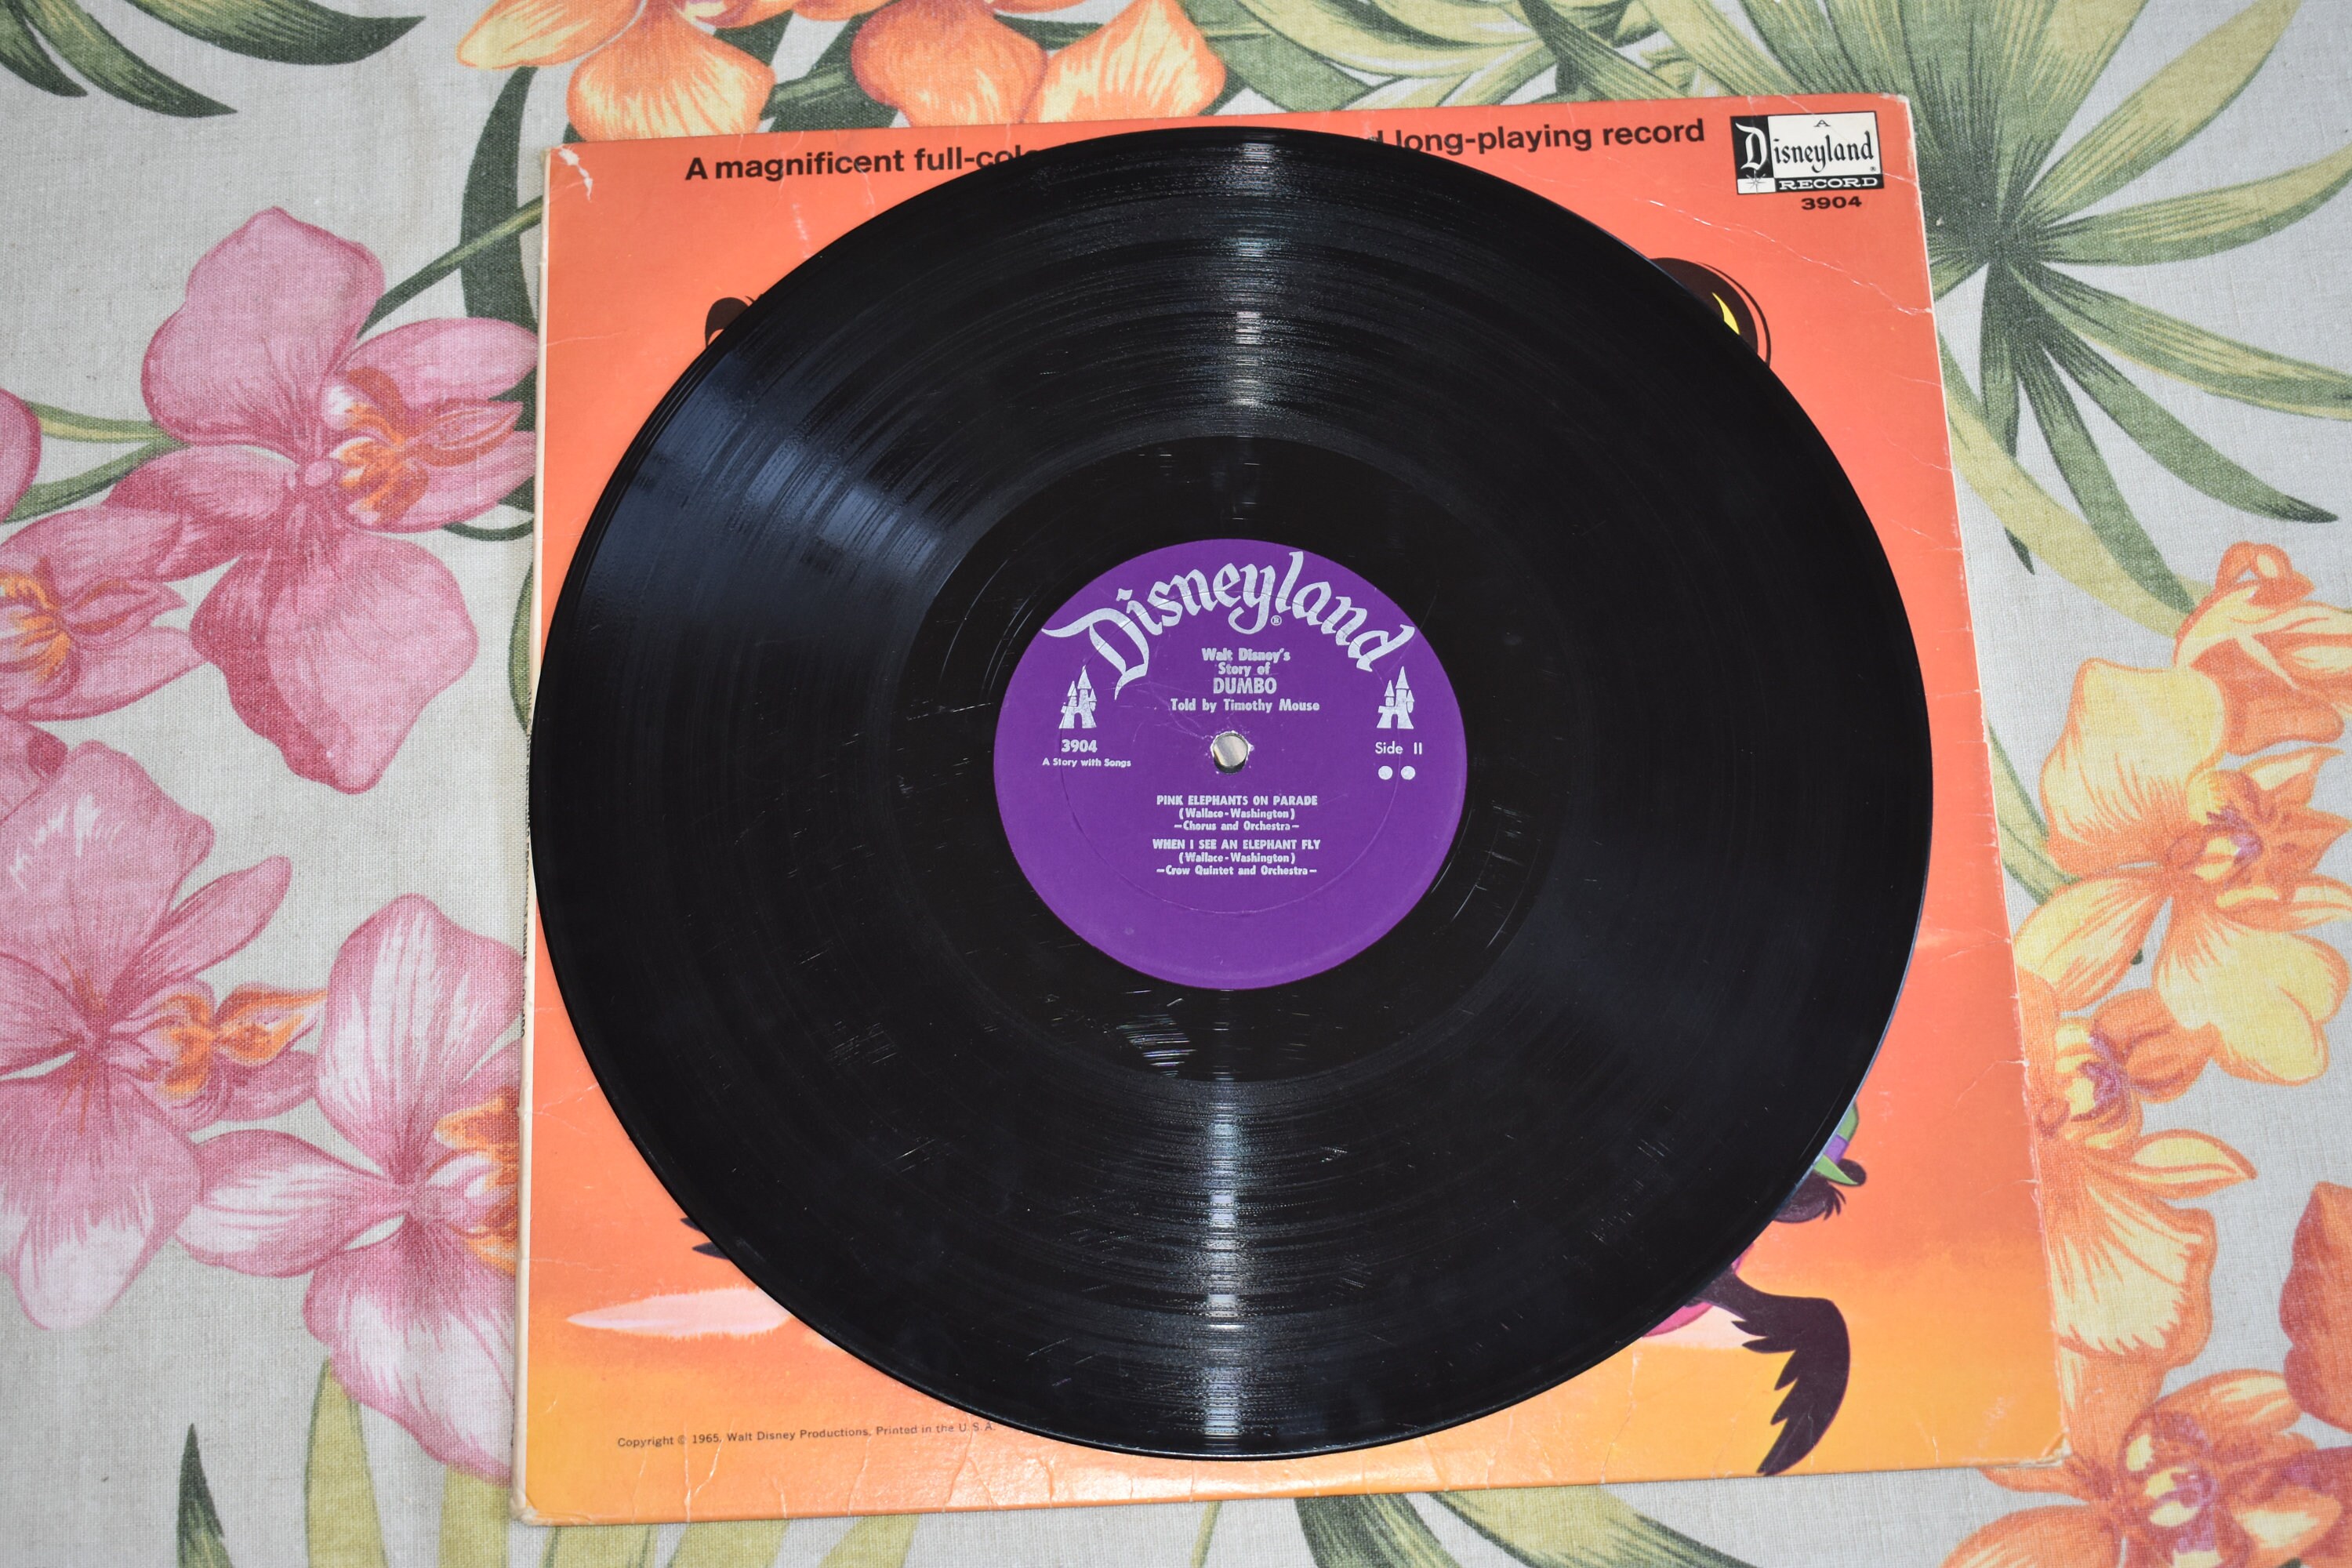 A magnificent full-col
long-playing record
A
Disneyland
®
RECORD
3904
Disneyland
®
Walt Disney's
Story of
DUMBO
Told by Timothy Mouse
3904
A Story with Songs
Side II
PINK ELEPHANTS ON PARADE
(Wallace-Washington)
—Chorus and Orchestra—
WHEN I SEE AN ELEPHANT FLY
(Wallace-Washington)
—Crow Quintet and Orchestra—
Copyright © 1965, Walt Disney Productions, Printed in the U.S.A.